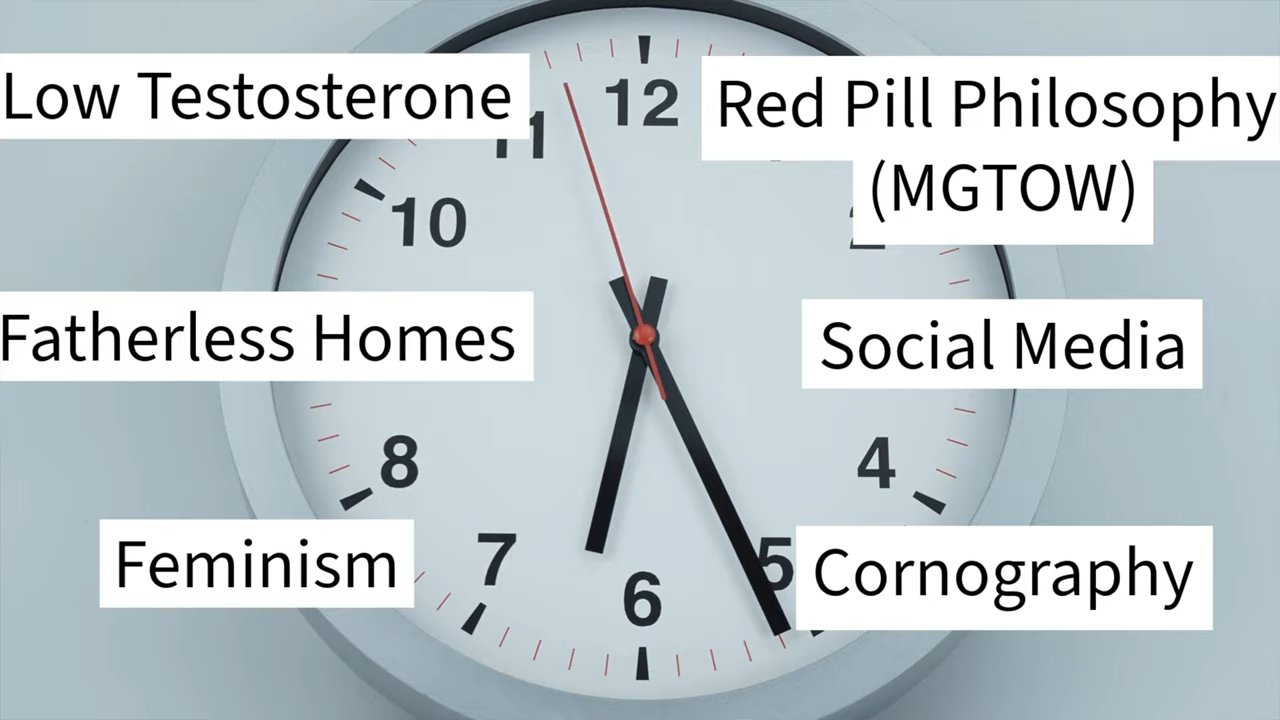 Low Testosterone
Red Pill Philosophy
(MGTOW)
Fatherless Homes
Social Media
Feminism
Cornography
12
11
10
2
8
4
7
5
6